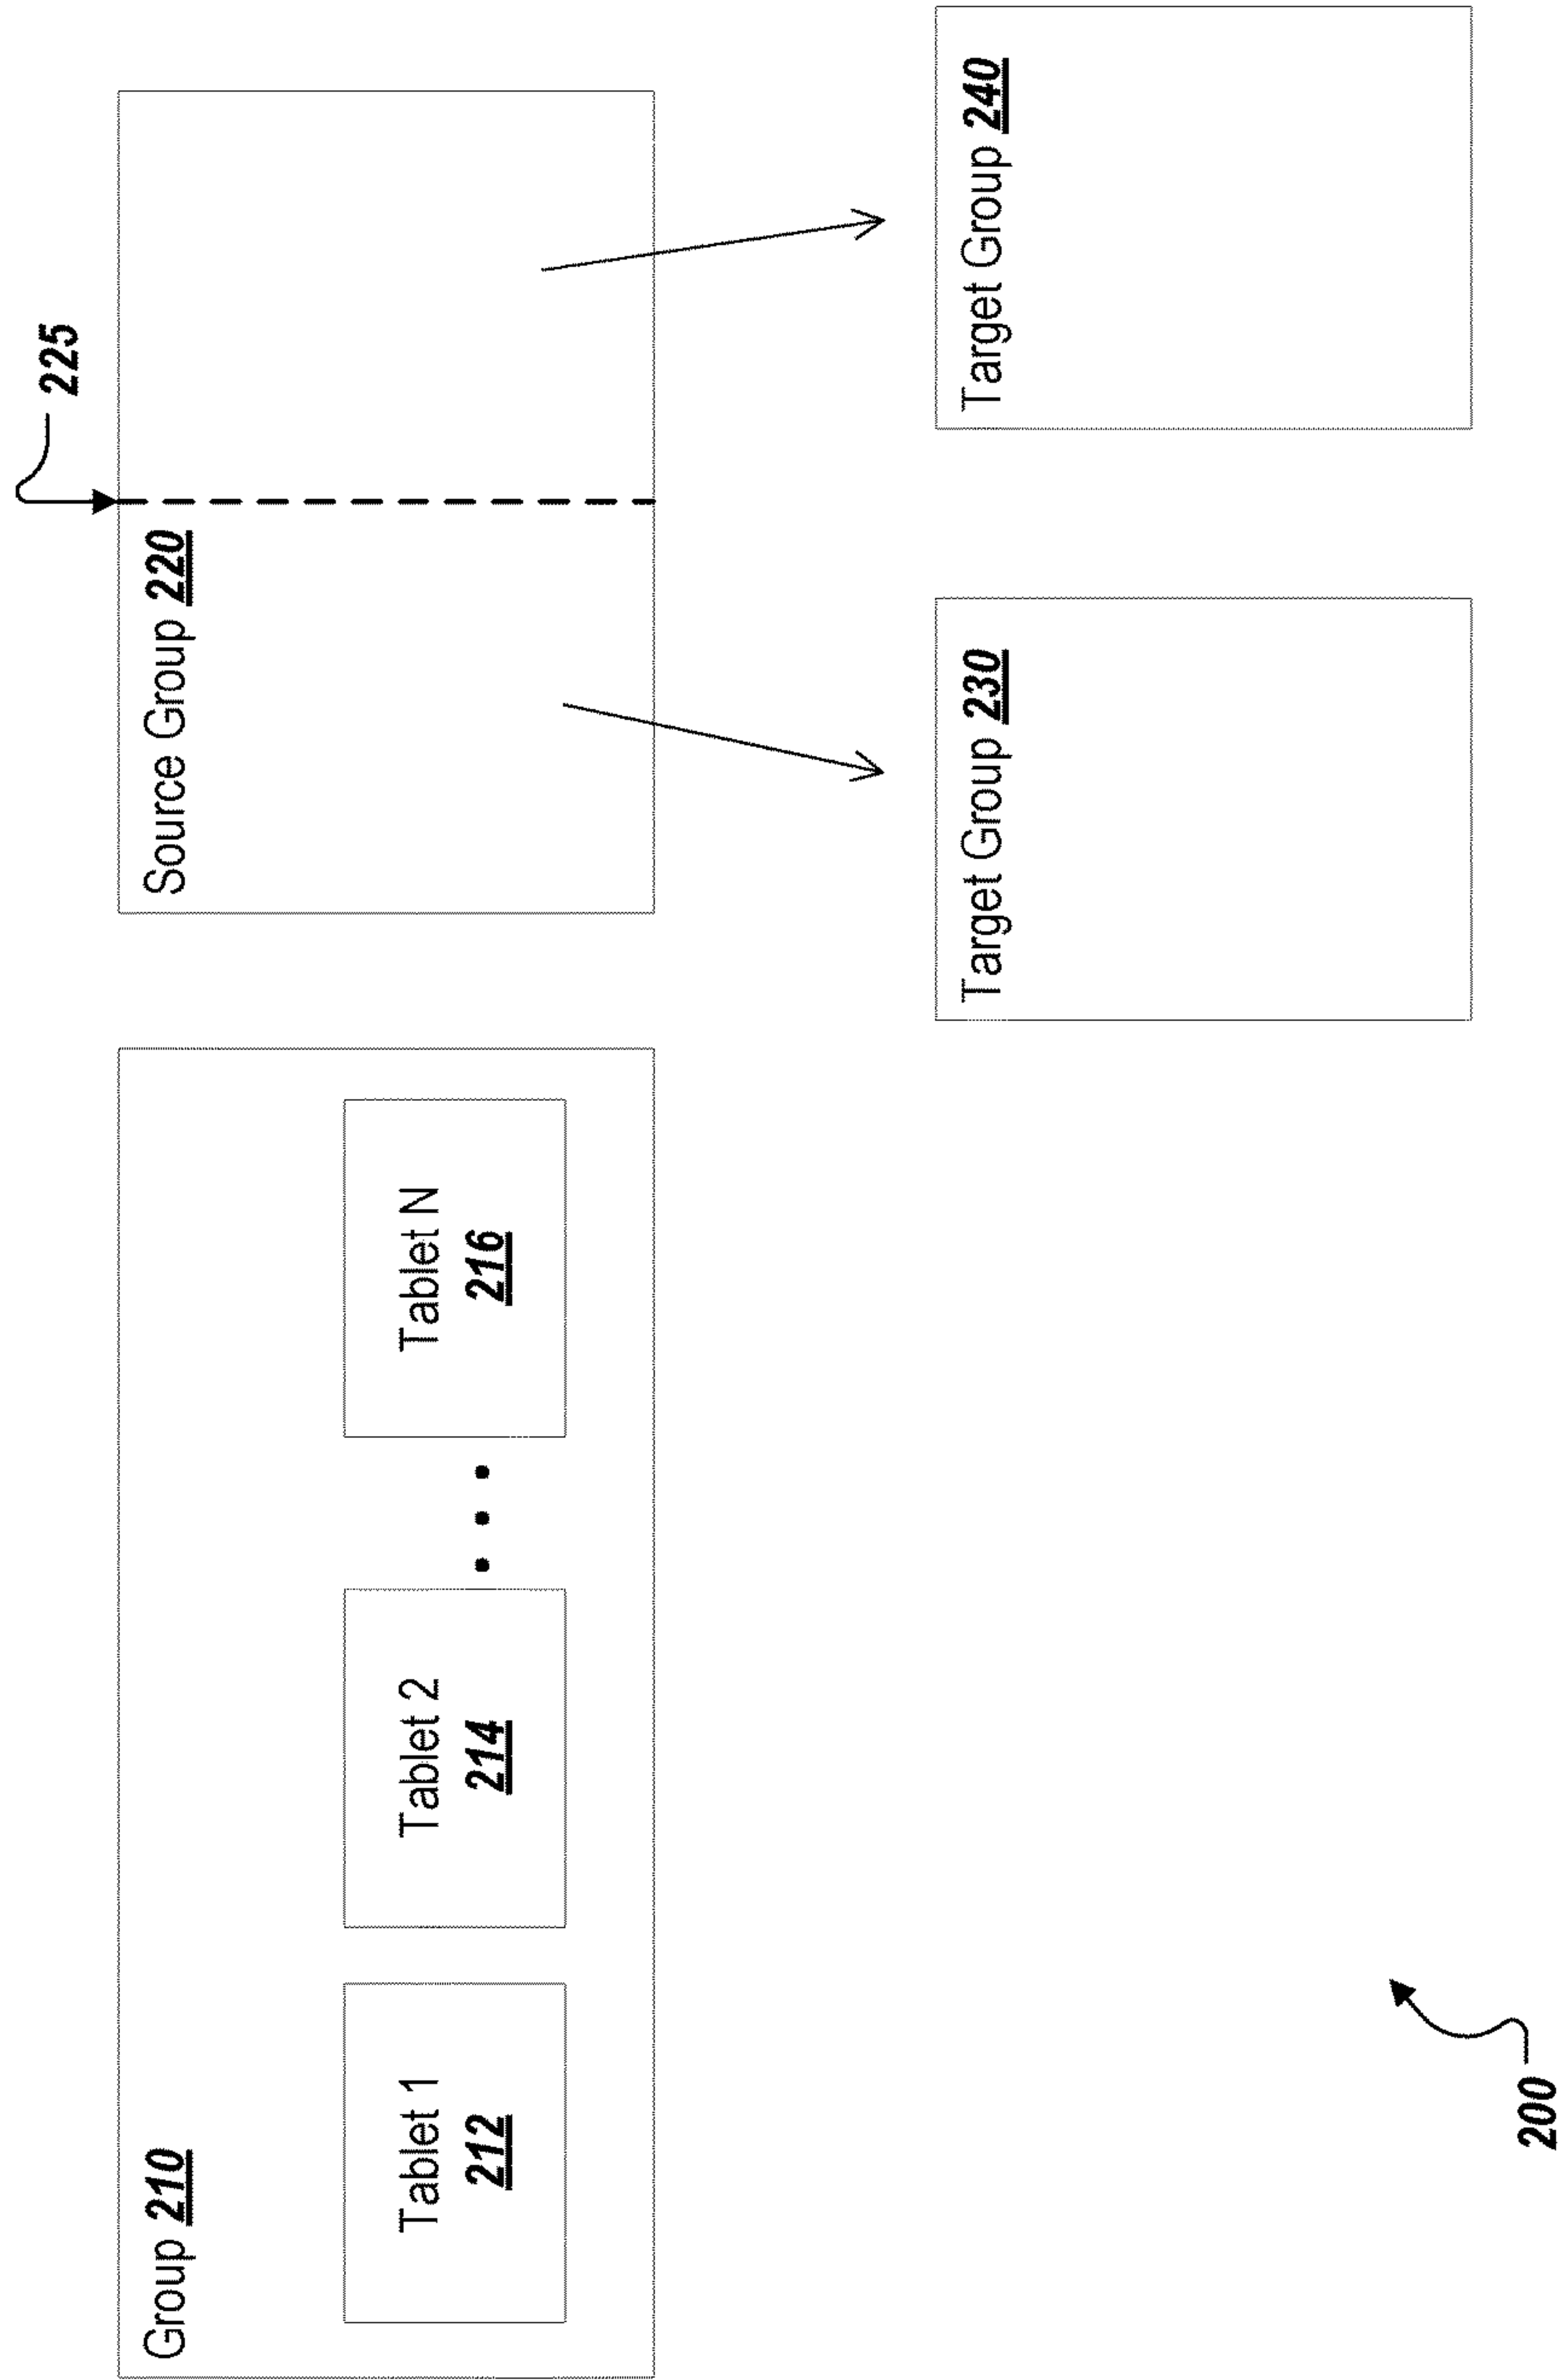 225
Group 210
Source Group 220
Tablet 1
212
Tablet 2
214
• • •
Tablet N
216
Target Group 230
Target Group 240
200